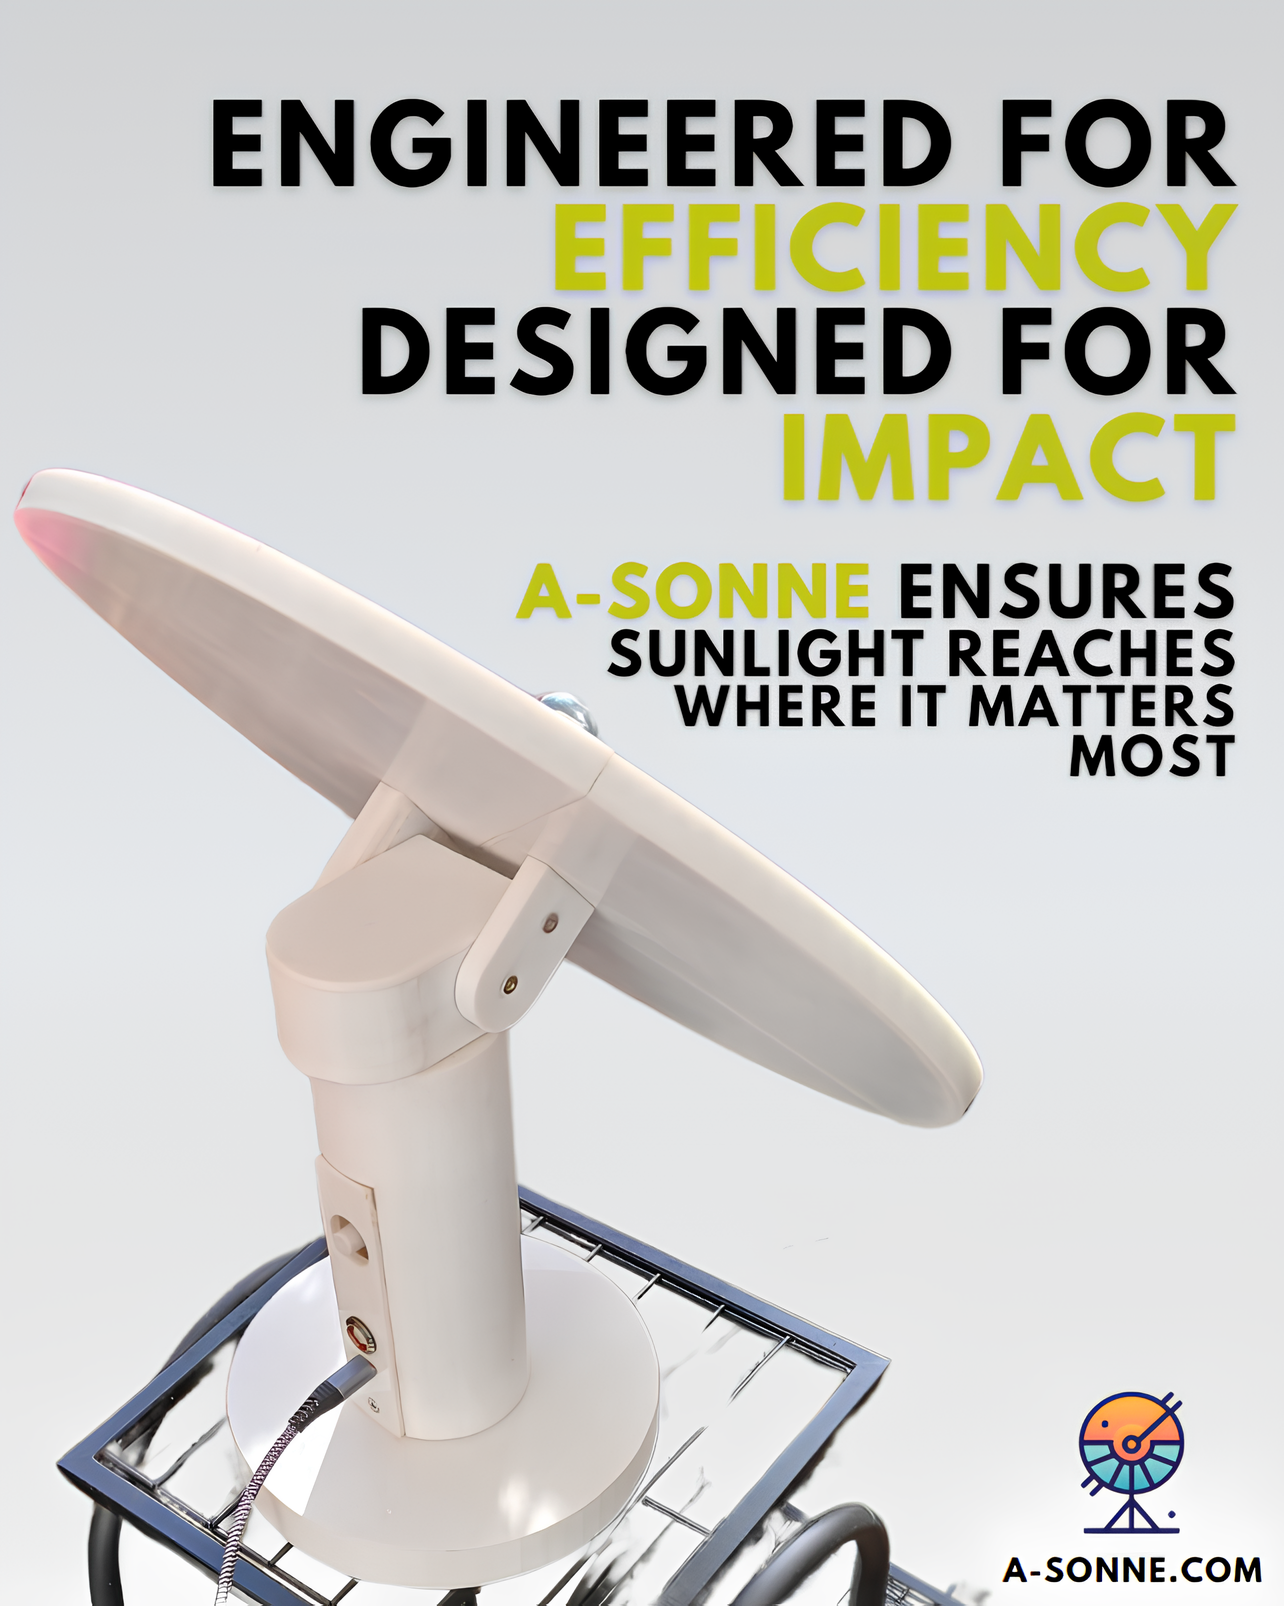 ENGINEERED FOR
EFFICIENCY
DESIGNED FOR
IMPACT
A-SONNE ENSURES
SUNLIGHT REACHES
WHERE IT MATTERS
MOST
A-SONNE.COM